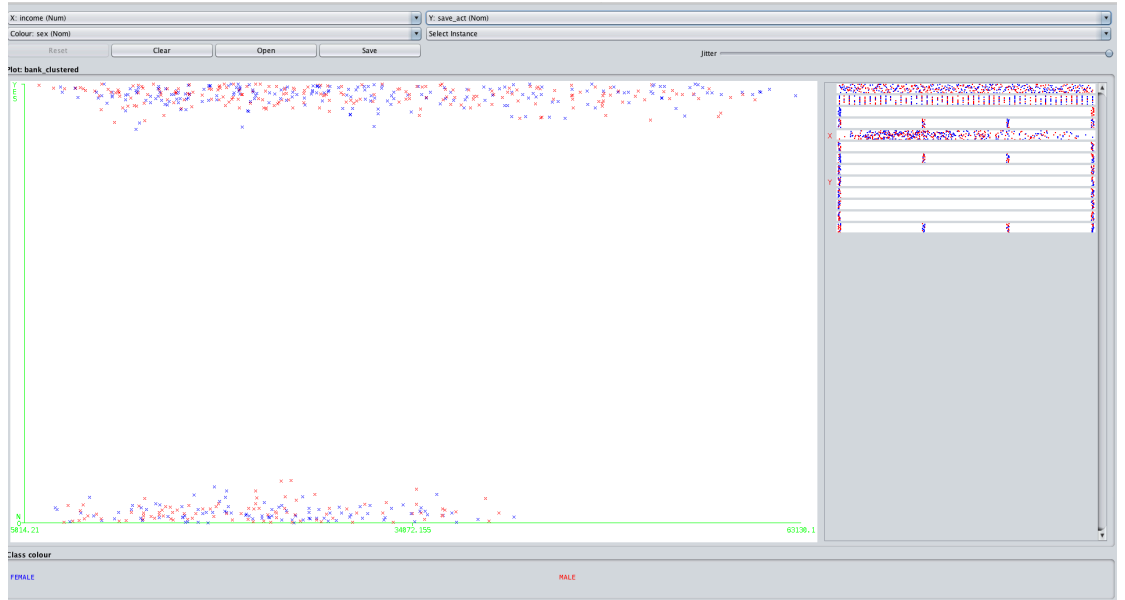 X: income (Num)
Y: save_act (Nom)
Colour: sex (Nom)
Select Instance
Reset
Clear
Open
Save
Jitter
Plot: bank_clustered
YES
X
Y
NO
5014.21
34072.155
63130.1
Class colour
FEMALE
MALE